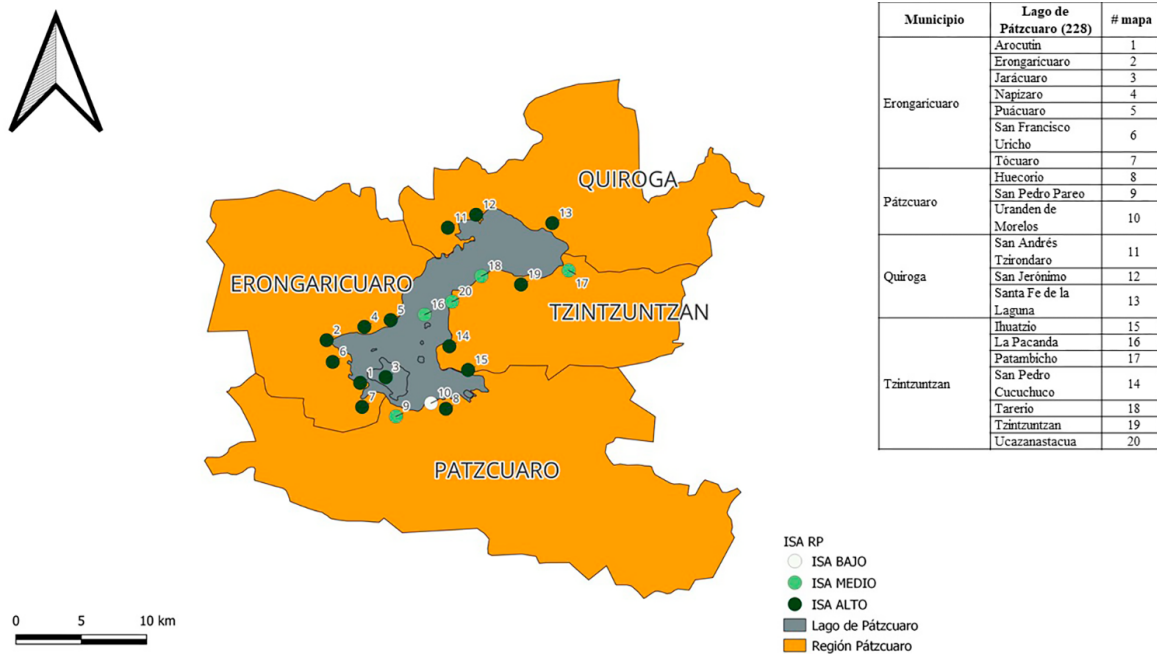 Municipio
Lago de
Pátzcuaro (228)
# mapa
Erongaricuaro
Arocutin 1
Erongaricuaro 2
Jarácuaro 3
Napizaro 4
Puácuaro 5
San Francisco
Uricho
6
Tócuaro 7
Pátzcuaro
Huecorio 8
San Pedro Pareo 9
Uranden de
Morelos
10
Quiroga
San Andrés
Tzirondaro
11
San Jerónimo 12
Santa Fe de la
Laguna
13
Tzintzuntzan
Ihuatzio 15
La Pacanda 16
Patambicho 17
San Pedro
Cucuchuco
14
Tarerio 18
Tzintzuntzan 19
Ucazanastacua 20
QUIROGA
12
11
13
18
17
19
ERONGARICUARO
20
TZINTZUNTZAN
16
5
4
2
14
6
15
3
1
10
7
9
8
PATZCUARO
ISA RP
ISA BAJO
ISA MEDIO
ISA ALTO
Lago de Pátzcuaro
Región Pátzcuaro
0 5 10 km